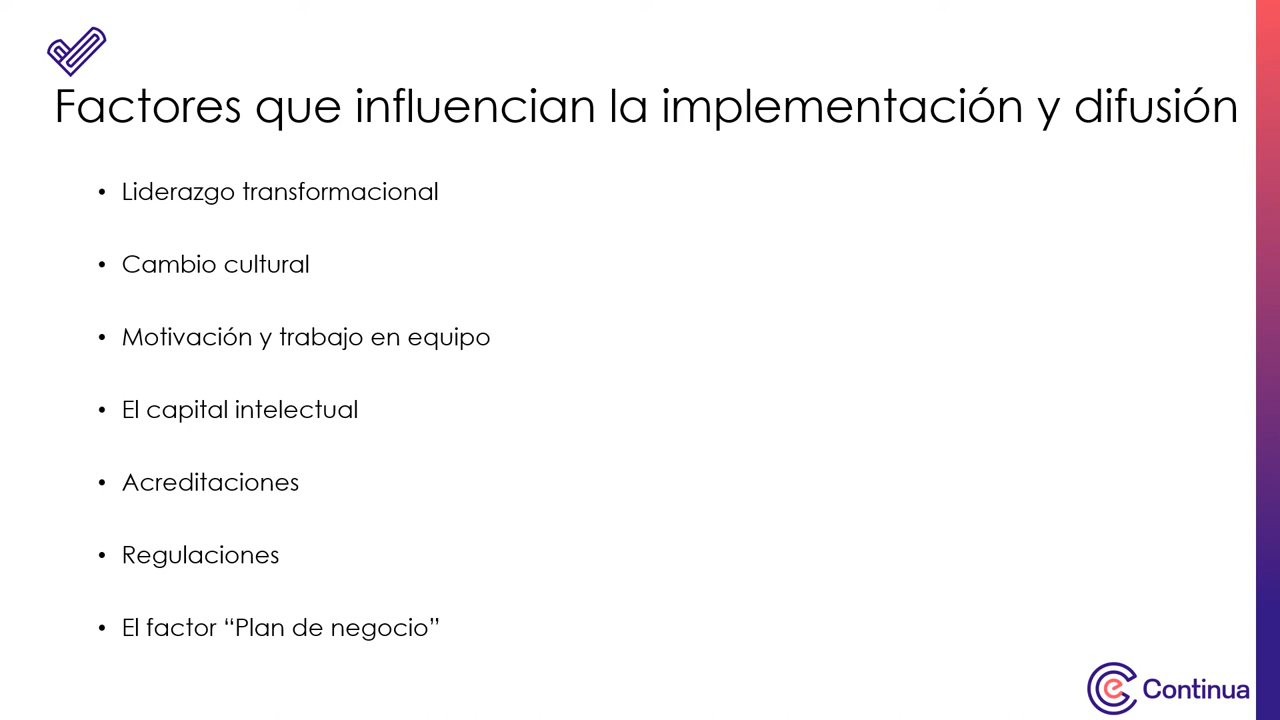 Factores que influencian la implementación y difusión
• Liderazgo transformacional
• Cambio cultural
• Motivación y trabajo en equipo
• El capital intelectual
• Acreditaciones
• Regulaciones
• El factor “Plan de negocio”
e Continua